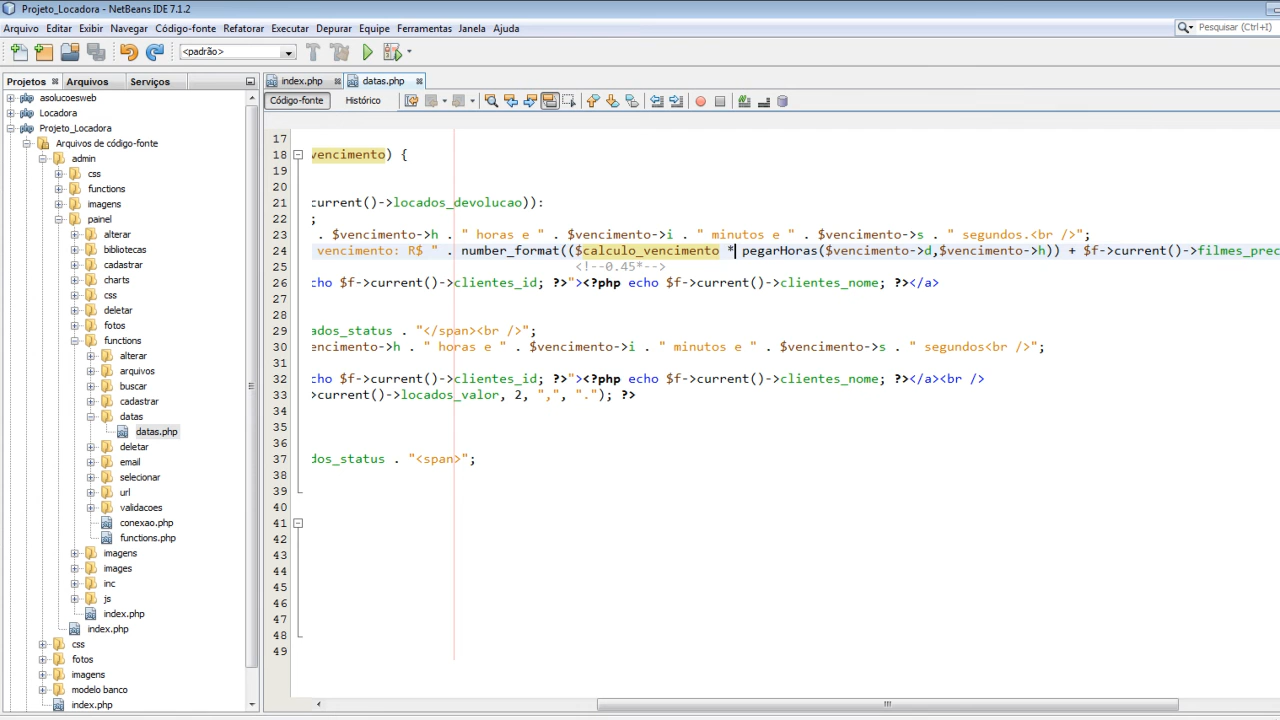 Projeto_Locadora - NetBeans IDE 7.1.2
Arquivo Editar Exibir Navegar Código-fonte Refatorar Executar Depurar Equipe Ferramentas Janela Ajuda
Pesquisar (Ctrl+I)
<padrão>
Projetos Arquivos Serviços
index.php datas.php
Código-fonte Histórico
asolucoesweb
Locadora
Projeto_Locadora
Arquivos de código-fonte
admin
css
functions
imagens
painel
alterar
bibliotecas
cadastrar
charts
css
deletar
fotos
functions
alterar
arquivos
buscar
cadastrar
datas
datas.php
deletar
email
selecionar
url
validacoes
conexao.php
functions.php
imagens
images
inc
js
index.php
index.php
css
fotos
imagens
modelo banco
index.php
17
18 vencimento) {
19
20
21 current()->locados_devolucao)):
22 ;
23 . $vencimento->h . " horas e " . $vencimento->i . " minutos e " . $vencimento->s . " segundos.<br />";
24 vencimento: R$ " . number_format(($calculo_vencimento * pegarHoras($vencimento->d,$vencimento->h)) + $f->current()->filmes_prec
25 <!--0.45*-->
26 cho $f->current()->clientes_id; ?>"><?php echo $f->current()->clientes_nome; ?></a>
27
28
29 ados_status . "</span><br />";
30 encimento->h . " horas e " . $vencimento->i . " minutos e " . $vencimento->s . " segundos<br />";
31
32 cho $f->current()->clientes_id; ?>"><?php echo $f->current()->clientes_nome; ?></a><br />
33 >current()->locados_valor, 2, ",", "."); ?>
34
35
36
37 dos_status . "<span>";
38
39
40
41
42
43
44
45
46
47
48
49